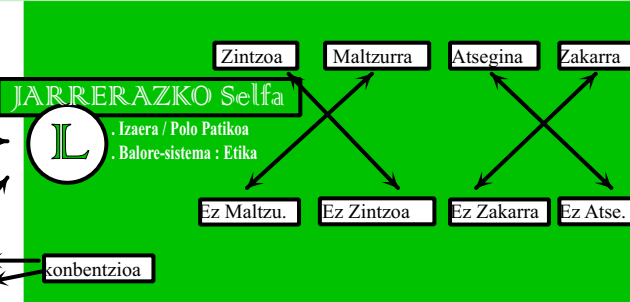 Zintzoa Maltzurra Atsegina Zakarra
JARRERAZKO Selfa
L
. Izaera / Polo Patikoa
. Balore-sistema : Etika
Ez Maltzu. Ez Zintzoa Ez Zakarra Ez Atse.
konbentzioa